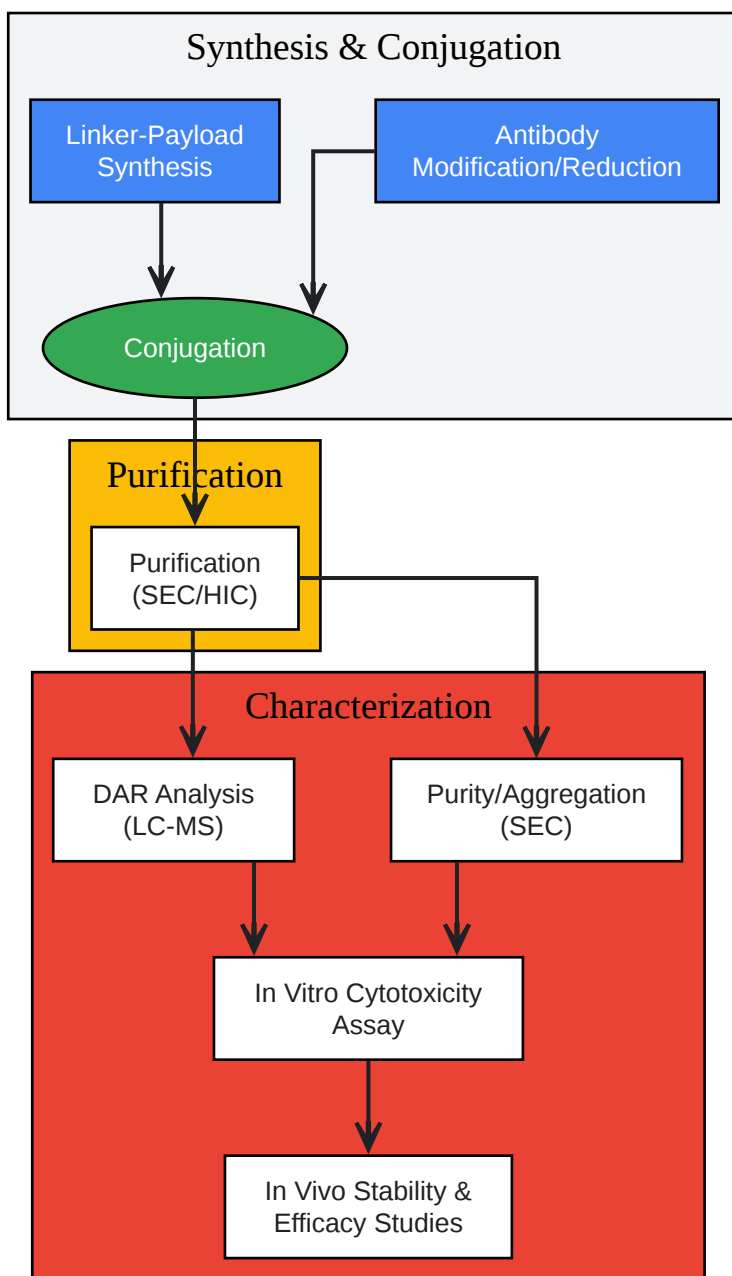 Synthesis & Conjugation
Linker-Payload
Synthesis
Antibody
Modification/Reduction
Conjugation
Purification
Purification
(SEC/HIC)
Characterization
DAR Analysis
(LC-MS)
Purity/Aggregation
(SEC)
In Vitro Cytotoxicity
Assay
In Vivo Stability &
Efficacy Studies